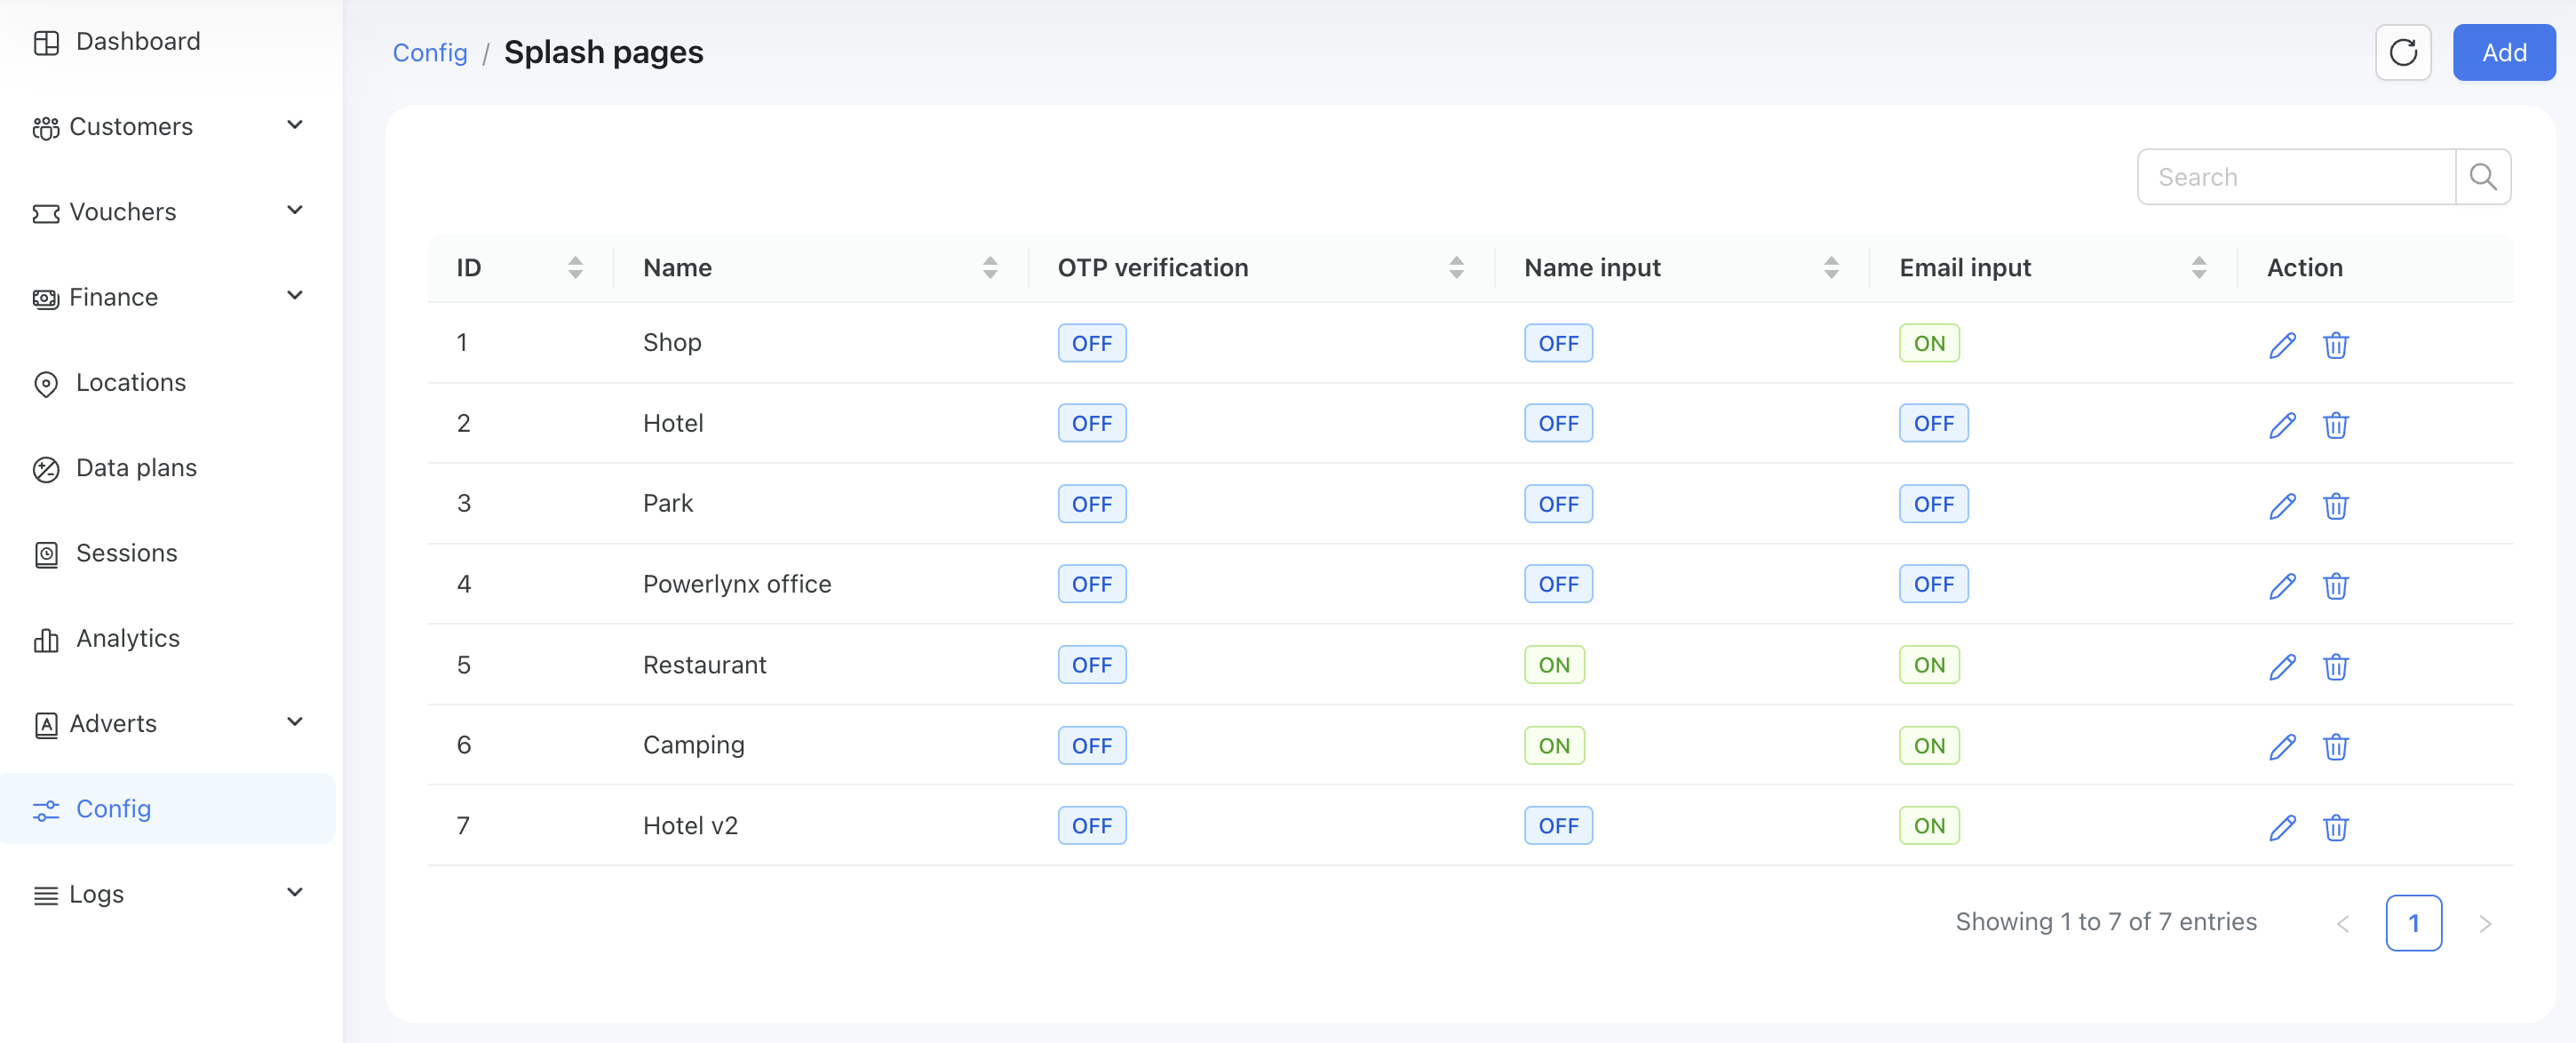 Dashboard
Customers
Vouchers
Finance
Locations
Data plans
Sessions
Analytics
Adverts
Config
Logs
Config / Splash pages
Add
Search
ID Name OTP verification Name input Email input Action
1 Shop OFF OFF ON
2 Hotel OFF OFF OFF
3 Park OFF OFF OFF
4 Powerlynx office OFF OFF OFF
5 Restaurant OFF ON ON
6 Camping OFF ON ON
7 Hotel v2 OFF OFF ON
Showing 1 to 7 of 7 entries < 1 >